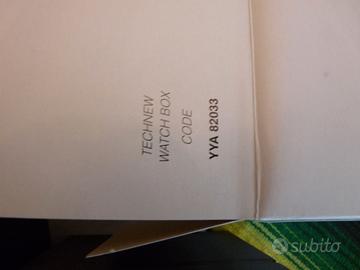 TECHNEW
WATCH BOX
CODE
YYA 82033
subito